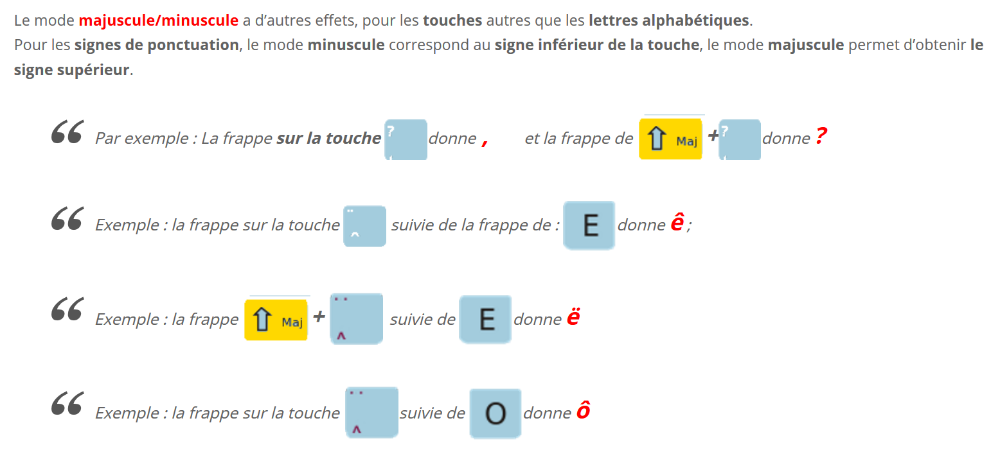 Le mode majuscule/minuscule a d’autres effets, pour les touches autres que les lettres alphabétiques.
Pour les signes de ponctuation, le mode minuscule correspond au signe inférieur de la touche, le mode majuscule permet d’obtenir le
signe supérieur.
“ Par exemple : La frappe sur la touche ? , donne , et la frappe de ⇧ Maj + ? , donne ?
“ Exemple : la frappe sur la touche ¨ ^ suivie de la frappe de : E donne ê ;
“ Exemple : la frappe ⇧ Maj + ¨ ^ suivie de E donne ë
“ Exemple : la frappe sur la touche ¨ ^ suivie de O donne ô